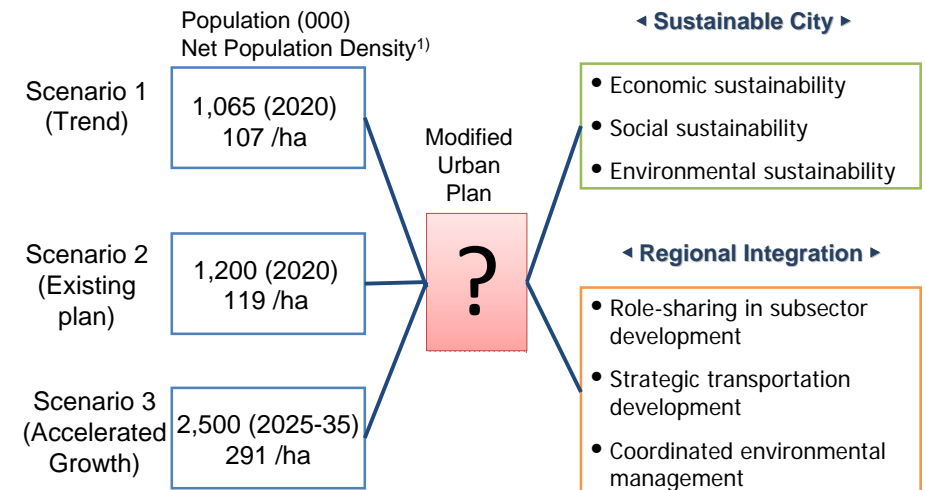 Population (000)
Net Population Density1)
Scenario 1
(Trend)
1,065 (2020)
107 /ha
Scenario 2
(Existing
plan)
1,200 (2020)
119 /ha
Scenario 3
(Accelerated
Growth)
2,500 (2025-35)
291 /ha
Modified
Urban
Plan
?
◄ Sustainable City ►
• Economic sustainability
• Social sustainability
• Environmental sustainability
◄ Regional Integration ►
• Role-sharing in subsector
development
• Strategic transportation
development
• Coordinated environmental
management